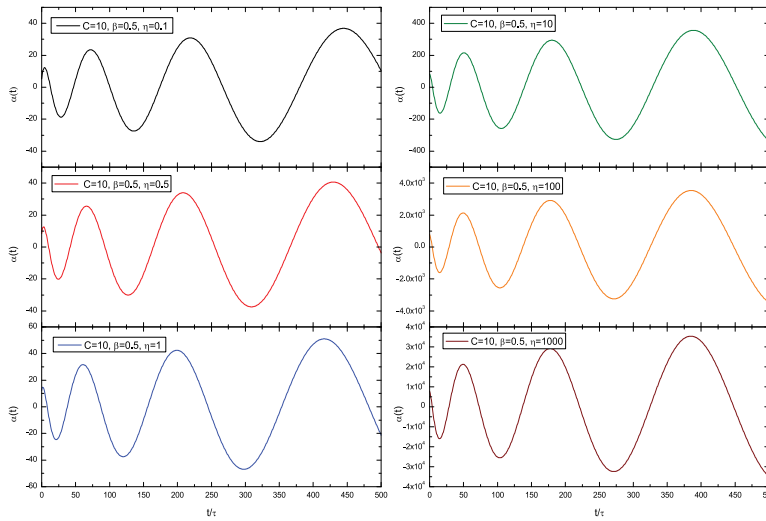 C=10, β=0.5, η=0.1
40
20
0
-20
-40
α(t)
C=10, β=0.5, η=0.5
40
20
0
-20
-40
α(t)
C=10, β=0.5, η=1
60
40
20
0
-20
-40
-60
α(t)
0 50 100 150 200 250 300 350 400 450 500
t/τ
C=10, β=0.5, η=10
400
200
0
-200
-400
α(t)
C=10, β=0.5, η=100
4.0x10³
2.0x10³
0.0
-2.0x10³
-4.0x10³
α(t)
C=10, β=0.5, η=1000
4x10⁴
3x10⁴
2x10⁴
1x10⁴
0
-1x10⁴
-2x10⁴
-3x10⁴
-4x10⁴
α(t)
0 50 100 150 200 250 300 350 400 450 500
t/τ